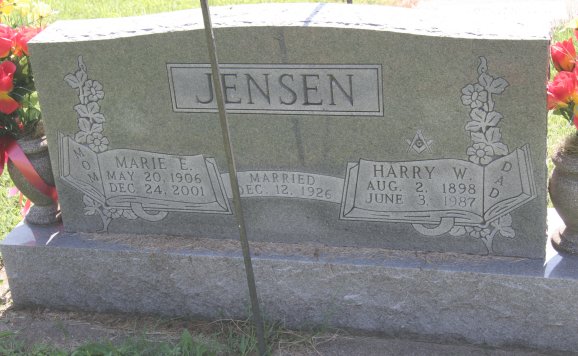 JENSEN
MOM
MARIE E.
MAY 20, 1906
DEC. 24, 2001
MARRIED
DEC. 12, 1926
HARRY W.
AUG. 2, 1898
JUNE 3, 1987
DAD